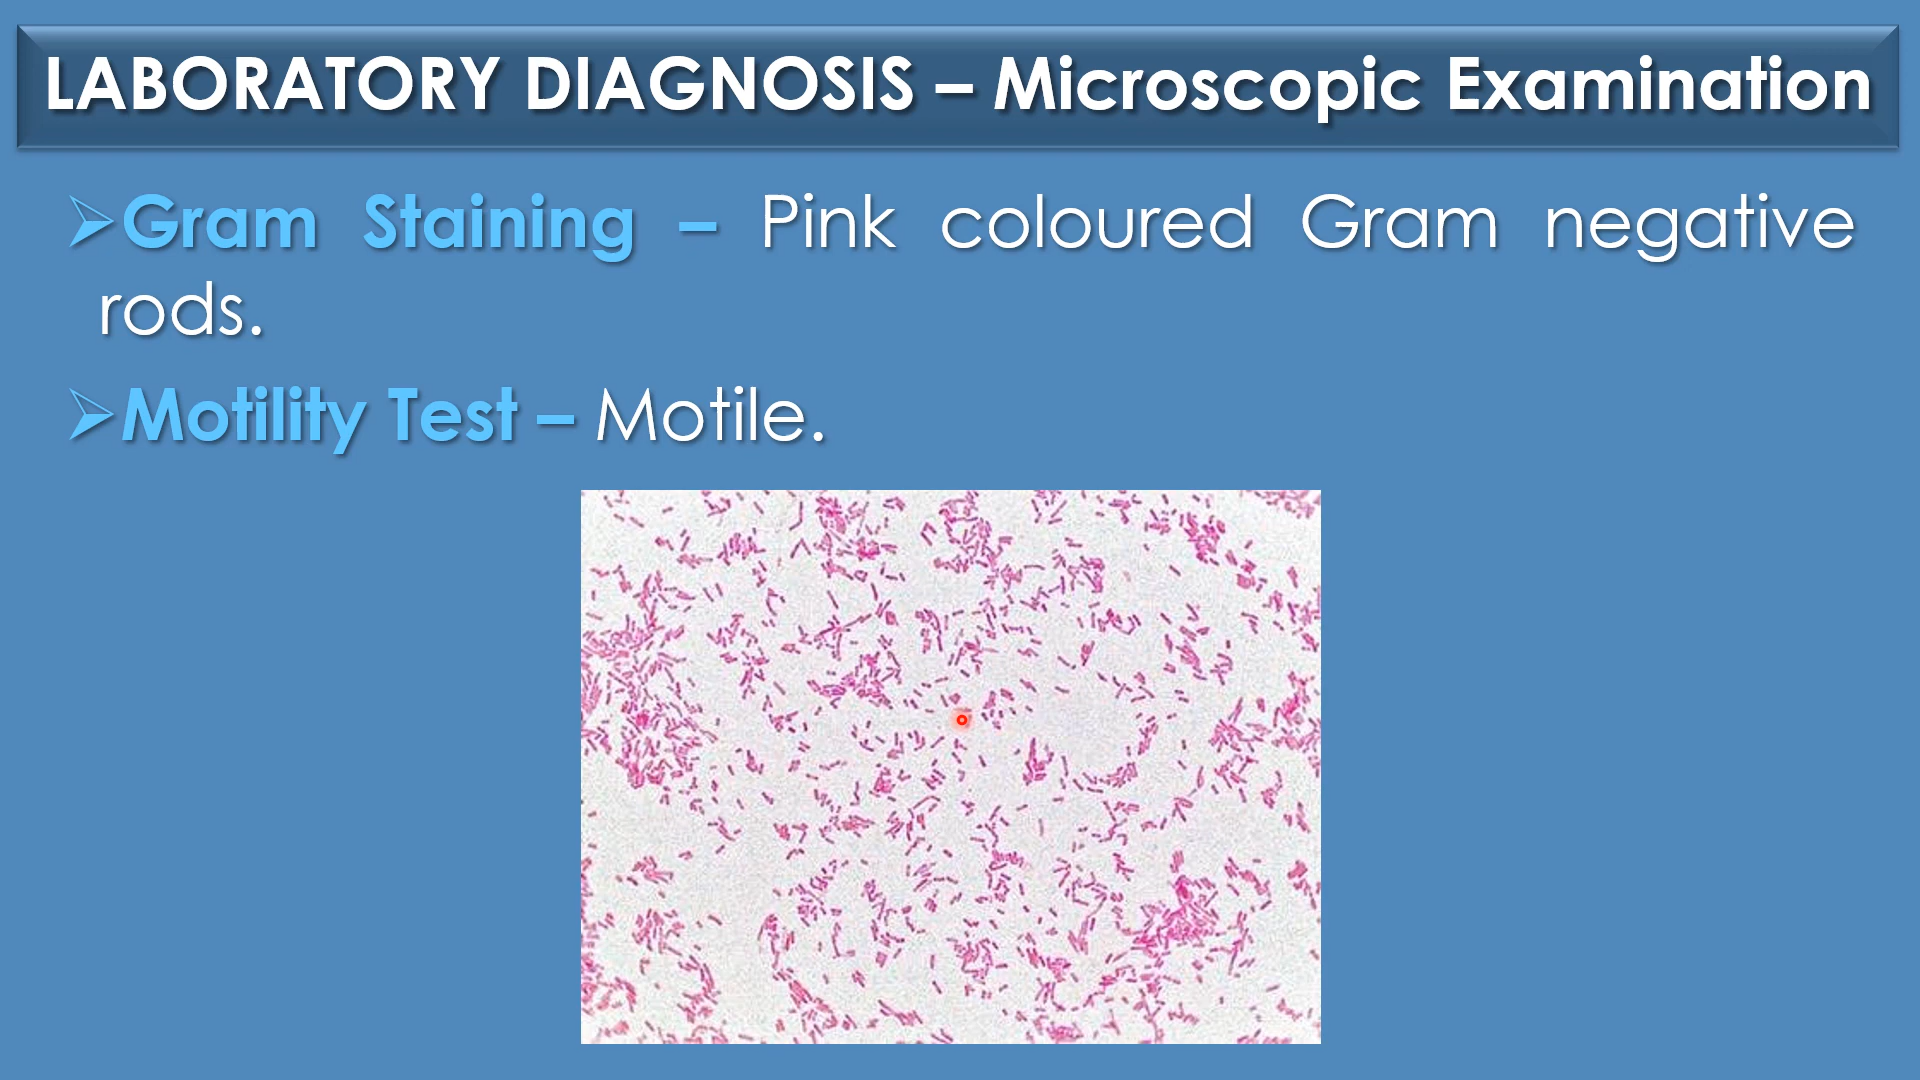 LABORATORY DIAGNOSIS – Microscopic Examination
➢Gram Staining – Pink coloured Gram negative
rods.
➢Motility Test – Motile.